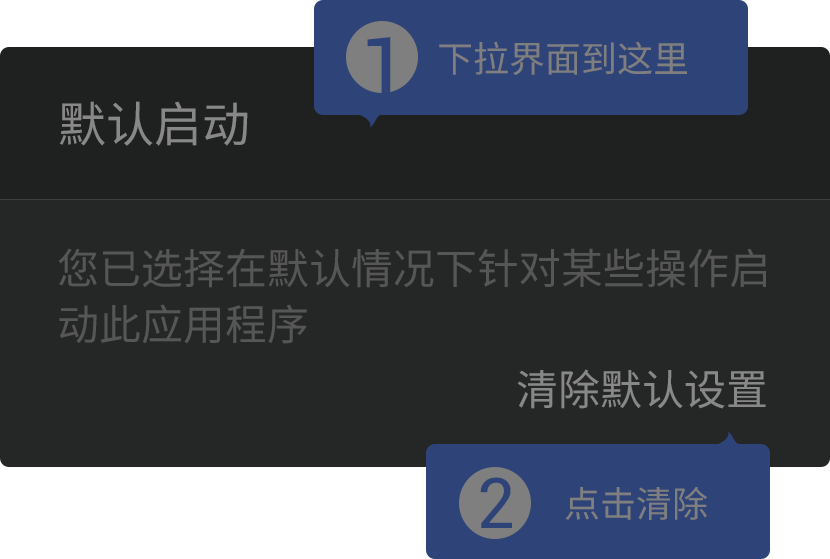 1 下拉界面到这里
默认启动
您已选择在默认情况下针对某些操作启
动此应用程序
清除默认设置
2 点击清除